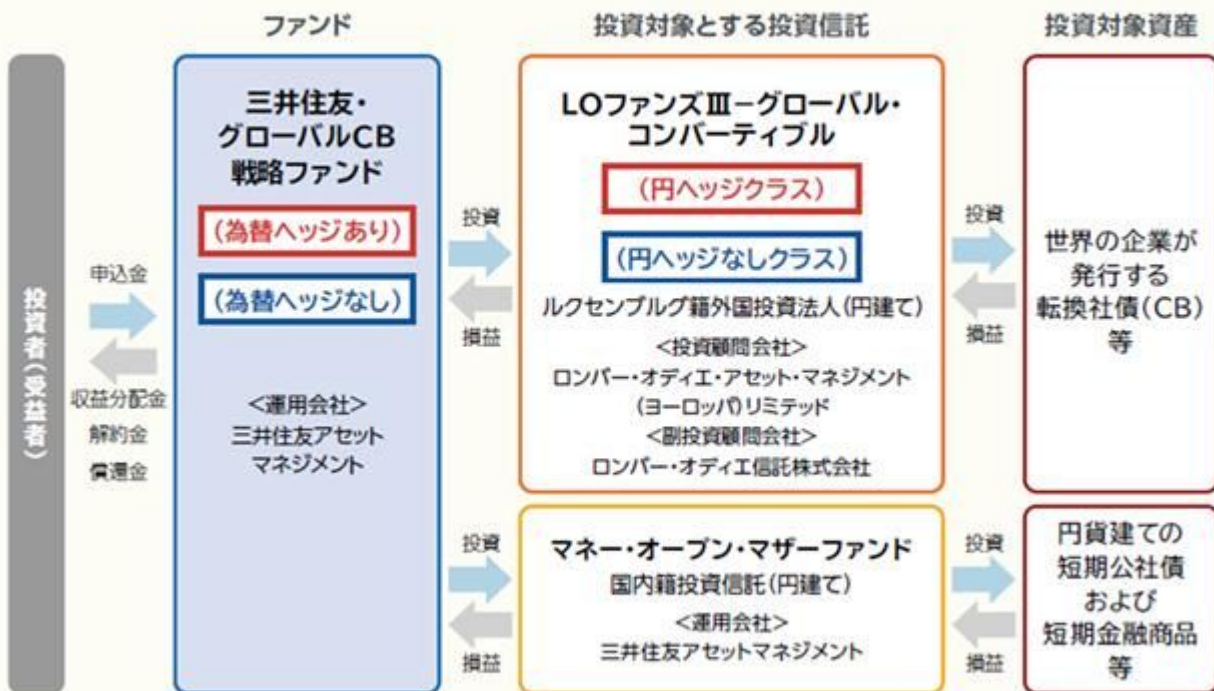 ファンド
投資対象とする投資信託
投資対象資産
投資者(受益者)
申込金
収益分配金
解約金
償還金
三井住友・
グローバルCB
戦略ファンド
(為替ヘッジあり)
(為替ヘッジなし)
<運用会社>
三井住友アセット
マネジメント
投資
損益
LOファンズⅢ−グローバル・
コンバーティブル
(円ヘッジクラス)
(円ヘッジなしクラス)
ルクセンブルグ籍外国投資法人(円建て)
<投資顧問会社>
ロンバー・オディエ・アセット・マネジメント
(ヨーロッパ)リミテッド
<副投資顧問会社>
ロンバー・オディエ信託株式会社
投資
損益
世界の企業が
発行する
転換社債(CB)
等
投資
損益
マネー・オープン・マザーファンド
国内籍投資信託(円建て)
<運用会社>
三井住友アセットマネジメント
投資
損益
円貨建ての
短期公社債
および
短期金融商品
等